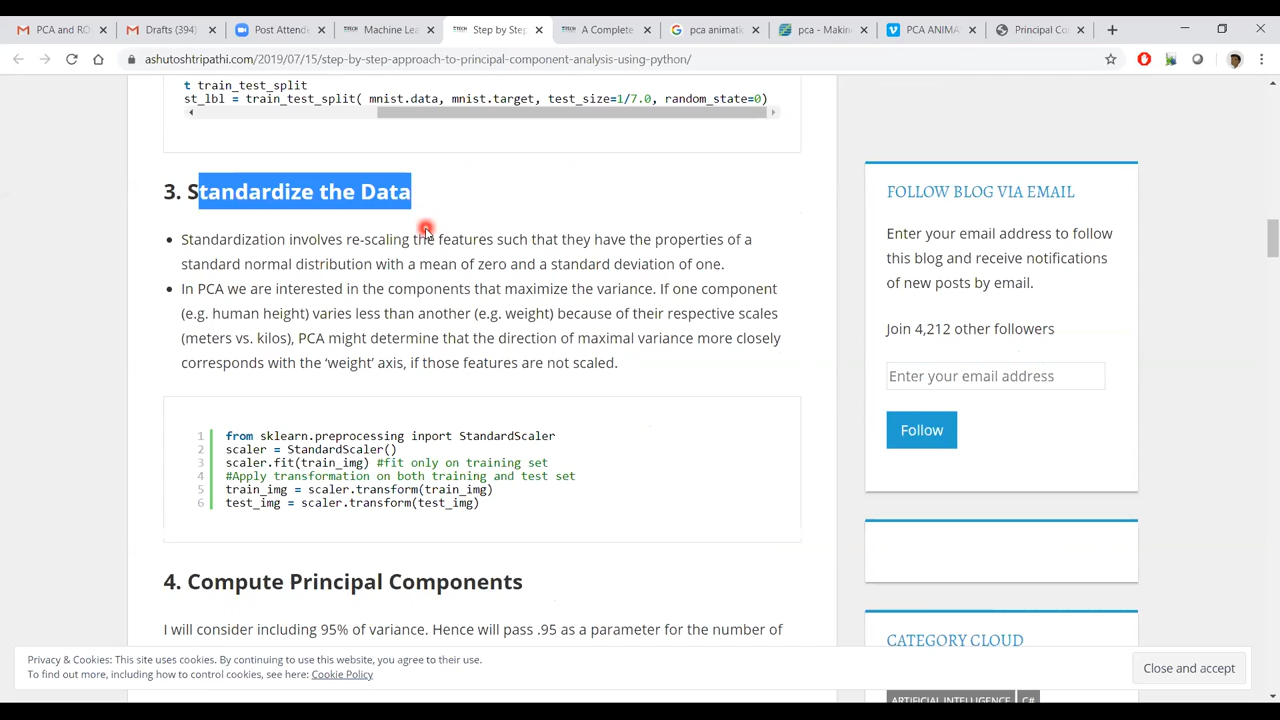 PCA and RO
Drafts (394)
Post Attend
Machine Lea
Step by Step
A Complete
pca animatio
pca - Making
PCA ANIMA
Principal Co
ashutoshtripathi.com/2019/07/15/step-by-step-approach-to-principal-component-analysis-using-python/
t train_test_split
st_lbl = train_test_split( mnist.data, mnist.target, test_size=1/7.0, random_state=0)
3. Standardize the Data
• Standardization involves re-scaling the features such that they have the properties of a
standard normal distribution with a mean of zero and a standard deviation of one.
• In PCA we are interested in the components that maximize the variance. If one component
(e.g. human height) varies less than another (e.g. weight) because of their respective scales
(meters vs. kilos), PCA might determine that the direction of maximal variance more closely
corresponds with the ‘weight’ axis, if those features are not scaled.
1 from sklearn.preprocessing inport StandardScaler
2 scaler = StandardScaler()
3 scaler.fit(train_img) #fit only on training set
4 #Apply transformation on both training and test set
5 train_img = scaler.transform(train_img)
6 test_img = scaler.transform(test_img)
4. Compute Principal Components
I will consider including 95% of variance. Hence will pass .95 as a parameter for the number of
FOLLOW BLOG VIA EMAIL
Enter your email address to follow
this blog and receive notifications
of new posts by email.
Join 4,212 other followers
Enter your email address
Follow
CATEGORY CLOUD
ARTIFICIAL INTELLIGENCE C#
Privacy & Cookies: This site uses cookies. By continuing to use this website, you agree to their use.
To find out more, including how to control cookies, see here: Cookie Policy
Close and accept